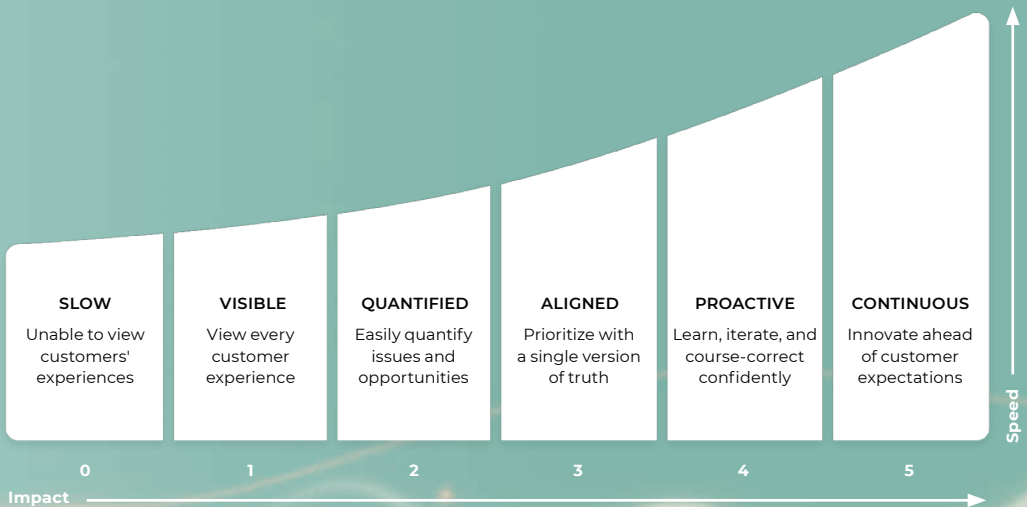 SLOW
Unable to view
customers'
experiences
VISIBLE
View every
customer
experience
QUANTIFIED
Easily quantify
issues and
opportunities
ALIGNED
Prioritize with
a single version
of truth
PROACTIVE
Learn, iterate, and
course-correct
confidently
CONTINUOUS
Innovate ahead
of customer
expectations
Speed
0
1
2
3
4
5
Impact